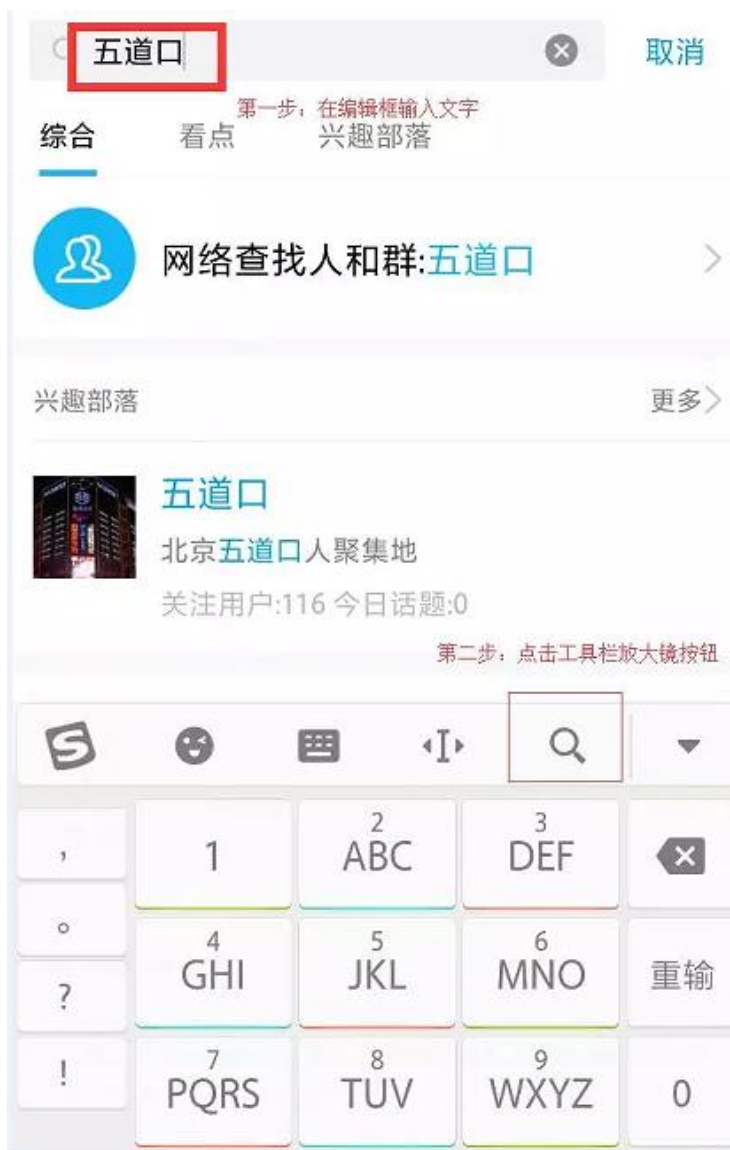 五道口
取消
第一步：在编辑框输入文字
综合 看点 兴趣部落
网络查找人和群:五道口
兴趣部落 更多
五道口
北京五道口人聚集地
关注用户:116 今日话题:0
第二步：点击工具栏放大镜按钮
， 1 2 ABC 3 DEF
。 4 GHI 5 JKL 6 MNO 重输
?
! 7 PQRS 8 TUV 9 WXYZ 0